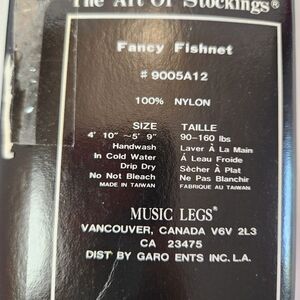 The Art Of Stockings®
Fancy Fishnet
# 9005A12
100% NYLON
SIZE TAILLE
4' 10" ~5' 9" 90-160 lbs
Handwash Laver À La Main
In Cold Water À Leau Froide
Drip Dry Sècher À Plat
No Not Bleach Ne Pas Blanchir
MADE IN TAIWAN FABRIQUE AU TAIWAN
MUSIC LEGS®
VANCOUVER, CANADA V6V 2L3
CA 23475
DIST BY GARO ENTS INC. L.A.